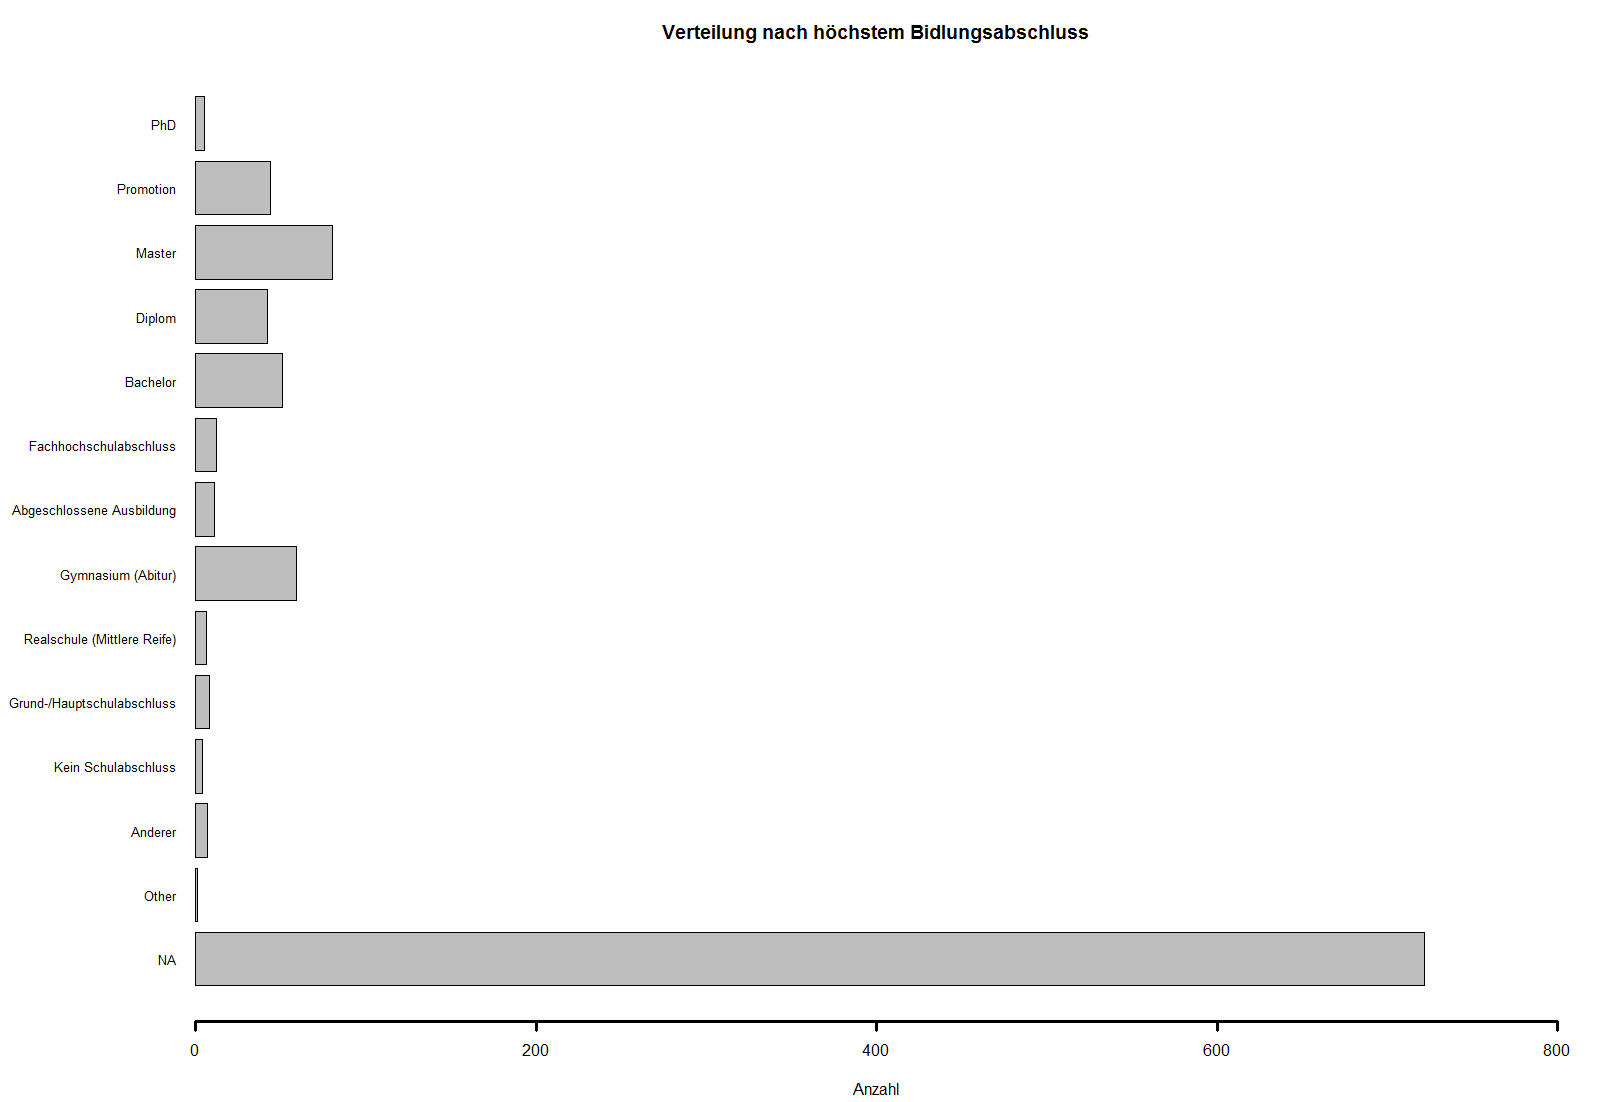 Verteilung nach höchstem Bidlungsabschluss
PhD
Promotion
Master
Diplom
Bachelor
Fachhochschulabschluss
Abgeschlossene Ausbildung
Gymnasium (Abitur)
Realschule (Mittlere Reife)
Grund-/Hauptschulabschluss
Kein Schulabschluss
Anderer
Other
NA
0 200 400 600 800
Anzahl